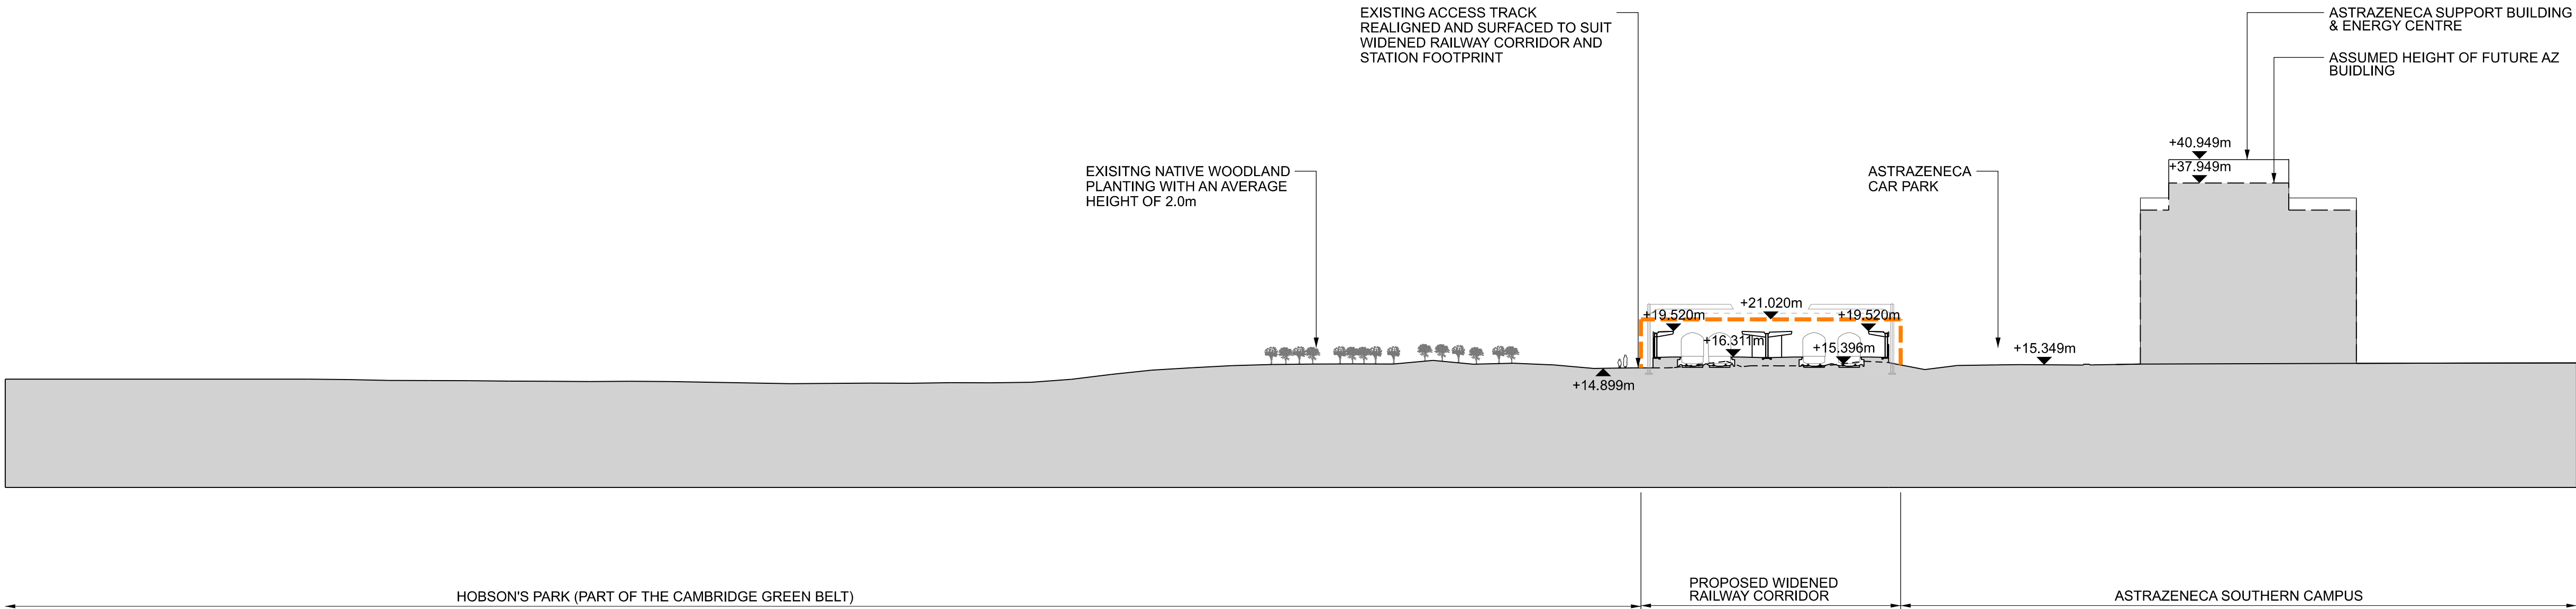 EXISTING ACCESS TRACK
REALIGNED AND SURFACED TO SUIT
WIDENED RAILWAY CORRIDOR AND
STATION FOOTPRINT
ASTRAZENECA SUPPORT BUILDING
& ENERGY CENTRE
ASSUMED HEIGHT OF FUTURE AZ
BUIDLING
EXISITNG NATIVE WOODLAND
PLANTING WITH AN AVERAGE
HEIGHT OF 2.0m
ASTRAZENECA
CAR PARK
+40.949m
+37.949m
+21.020m
+19.520m
+19.520m
+16.311m
+15.396m
+15.349m
+14.899m
HOBSON'S PARK (PART OF THE CAMBRIDGE GREEN BELT)
PROPOSED WIDENED
RAILWAY CORRIDOR
ASTRAZENECA SOUTHERN CAMPUS